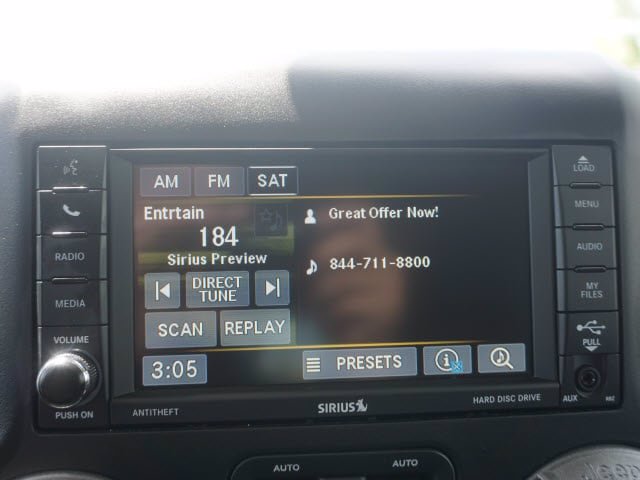 AM FM SAT
Entrtain
184
Sirius Preview
DIRECT TUNE
SCAN REPLAY
3:05
Great Offer Now!
844-711-8800
PRESETS
RADIO
MEDIA
VOLUME
PUSH ON
LOAD
MENU
AUDIO
MY FILES
PULL
AUX
ANTITHEFT
SIRIUS
HARD DISC DRIVE
AUTO
AUTO
Jeep